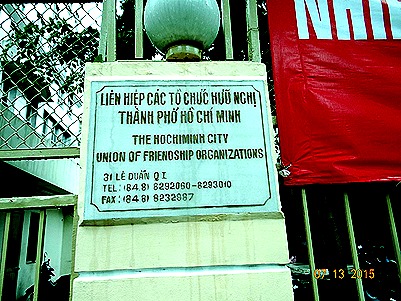 LIÊN HIỆP CÁC TỔ CHỨC HỮU NGHỊ
THÀNH PHỐ HỒ CHÍ MINH
THE HOCHIMINH CITY
UNION OF FRIENDSHIP ORGANIZATIONS
31 LÊ DUẨN Q I
TEL: (84.8) 8292060-8293010
FAX: (84 8) 8232887
07 13 2015